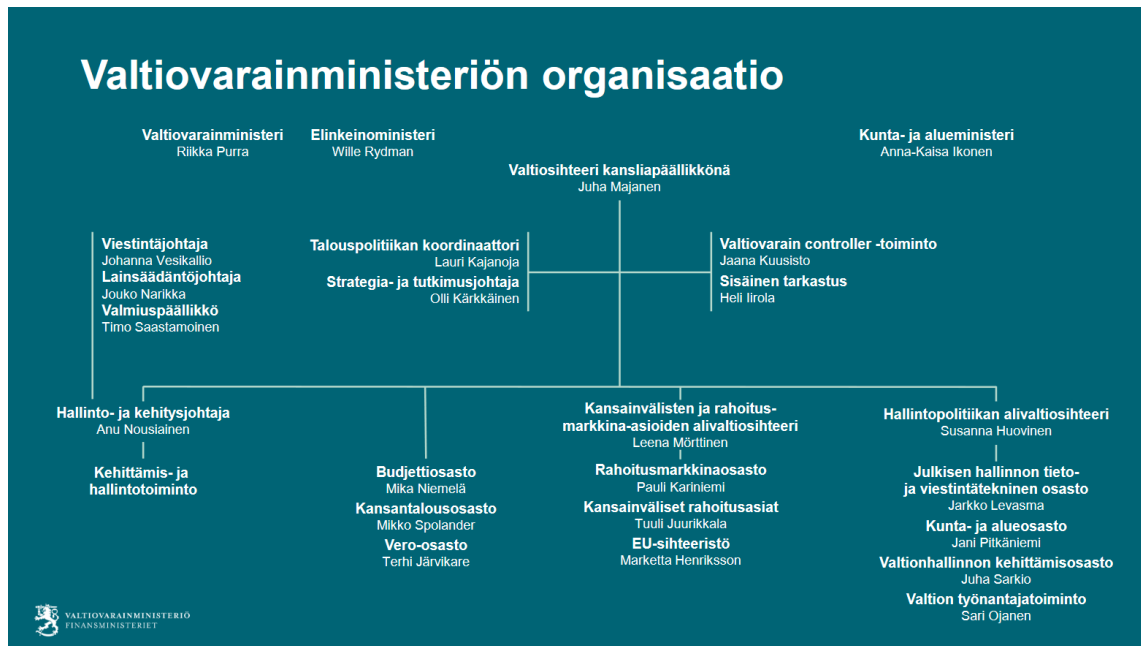 Valtiovarainministeriön organisaatio
Valtiovarainministeri
Riikka Purra
Elinkeinoministeri
Wille Rydman
Kunta- ja alueministeri
Anna-Kaisa Ikonen
Valtiosihteeri kansliapäällikkönä
Juha Majanen
Viestintäjohtaja
Johanna Vesikallio
Lainsäädäntöjohtaja
Jouko Narikka
Valmiuspäällikkö
Timo Saastamoinen
Talouspolitiikan koordinaattori
Lauri Kajanoja
Strategia- ja tutkimusjohtaja
Olli Kärkkäinen
Valtiovarain controller -toiminto
Jaana Kuusisto
Sisäinen tarkastus
Heli Iirola
Hallinto- ja kehitysjohtaja
Anu Nousiainen
Kehittämis- ja
hallintotoiminto
Budjettiosasto
Mika Niemelä
Kansantalousosasto
Mikko Spolander
Vero-osasto
Terhi Järvikare
Kansainvälisten ja rahoitus-
markkina-asioiden alivaltiosihteeri
Leena Mörttinen
Rahoitusmarkkinaosasto
Pauli Kariniemi
Kansainväliset rahoitusasiat
Tuuli Juurikkala
EU-sihteeristö
Marketta Henriksson
Hallintopolitiikan alivaltiosihteeri
Susanna Huovinen
Julkisen hallinnon tieto-
ja viestintätekninen osasto
Jarkko Levasma
Kunta- ja alueosasto
Jani Pitkäniemi
Valtionhallinnon kehittämisosasto
Juha Sarkio
Valtion työnantajatoiminto
Sari Ojanen
VALTIOVARAINMINISTERIÖ
FINANSMINISTERIET